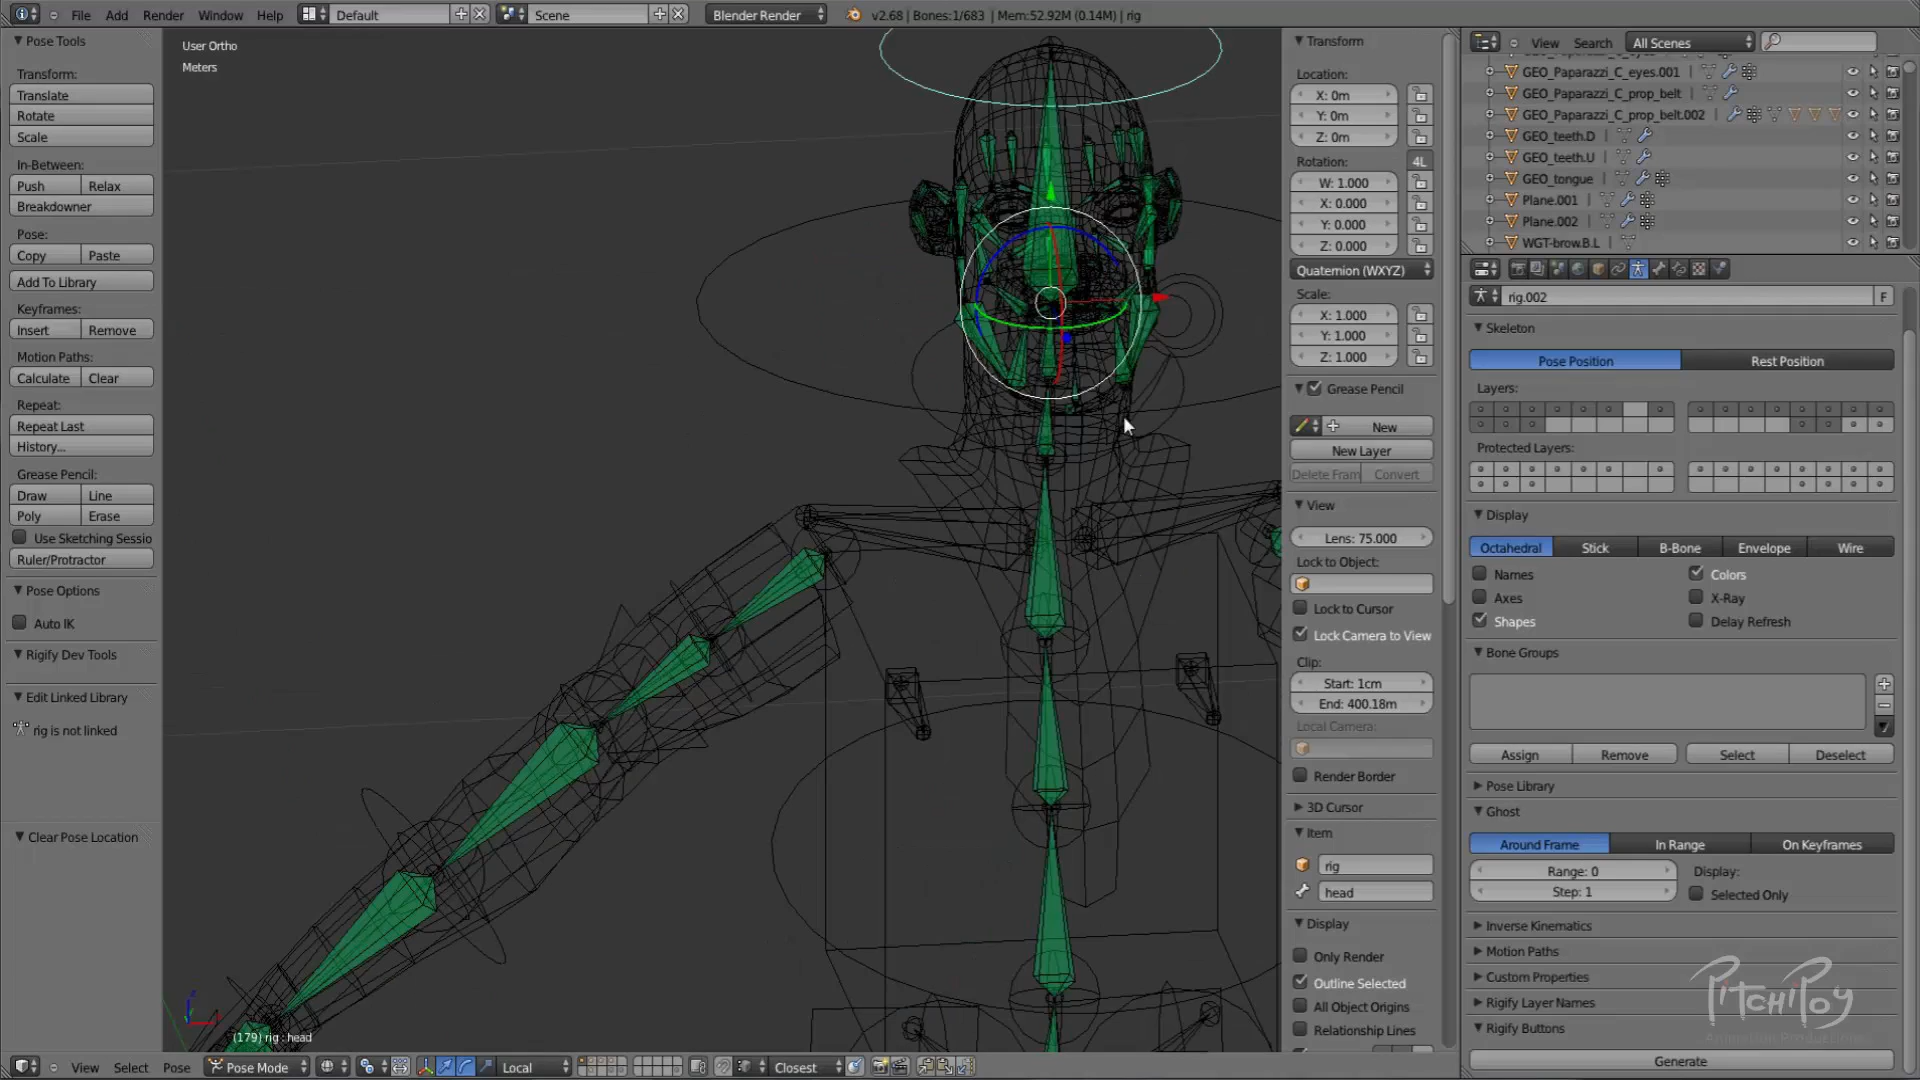 File Add Render Window Help Default Scene Blender Render v2.68 | Bones:1/683 | Mem:52.92M (0.14M) | rig
Pose Tools
Transform:
Translate
Rotate
Scale
In-Between:
Push Relax
Breakdowner
Pose:
Copy Paste
Add To Library
Keyframes:
Insert Remove
Motion Paths:
Calculate Clear
Repeat:
Repeat Last
History...
Grease Pencil:
Draw Line
Poly Erase
Use Sketching Sessio
Ruler/Protractor
Pose Options
Auto IK
Rigify Dev Tools
Edit Linked Library
rig is not linked
Clear Pose Location
User Ortho
Meters
(179) rig : head
View Select Pose Pose Mode Local Closest
Transform
Location:
X: 0m
Y: 0m
Z: 0m
Rotation: 4L
W: 1.000
X: 0.000
Y: 0.000
Z: 0.000
Quaternion (WXYZ)
Scale:
X: 1.000
Y: 1.000
Z: 1.000
Grease Pencil
New
New Layer
Delete Fram Convert
View
Lens: 75.000
Lock to Object:
Lock to Cursor
Lock Camera to View
Clip:
Start: 1cm
End: 400.18m
Local Camera:
Render Border
3D Cursor
Item
rig
head
Display
Only Render
Outline Selected
All Object Origins
Relationship Lines
View Search All Scenes
GEO_Paparazzi_C_eyes.001
GEO_Paparazzi_C_prop_belt
GEO_Paparazzi_C_prop_belt.002
GEO_teeth.D
GEO_teeth.U
GEO_tongue
Plane.001
Plane.002
WGT-brow.B.L
rig.002 F
Skeleton
Pose Position Rest Position
Layers:
Protected Layers:
Display
Octahedral Stick B-Bone Envelope Wire
Names Colors
Axes X-Ray
Shapes Delay Refresh
Bone Groups
Assign Remove Select Deselect
Pose Library
Ghost
Around Frame In Range On Keyframes
Range: 0 Display:
Step: 1 Selected Only
Inverse Kinematics
Motion Paths
Custom Properties
Rigify Layer Names
Rigify Buttons
Generate
PitchiPoy